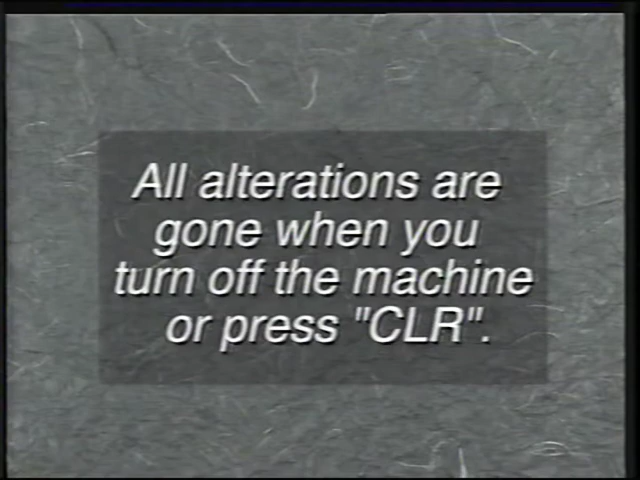 All alterations are
gone when you
turn off the machine
or press "CLR".